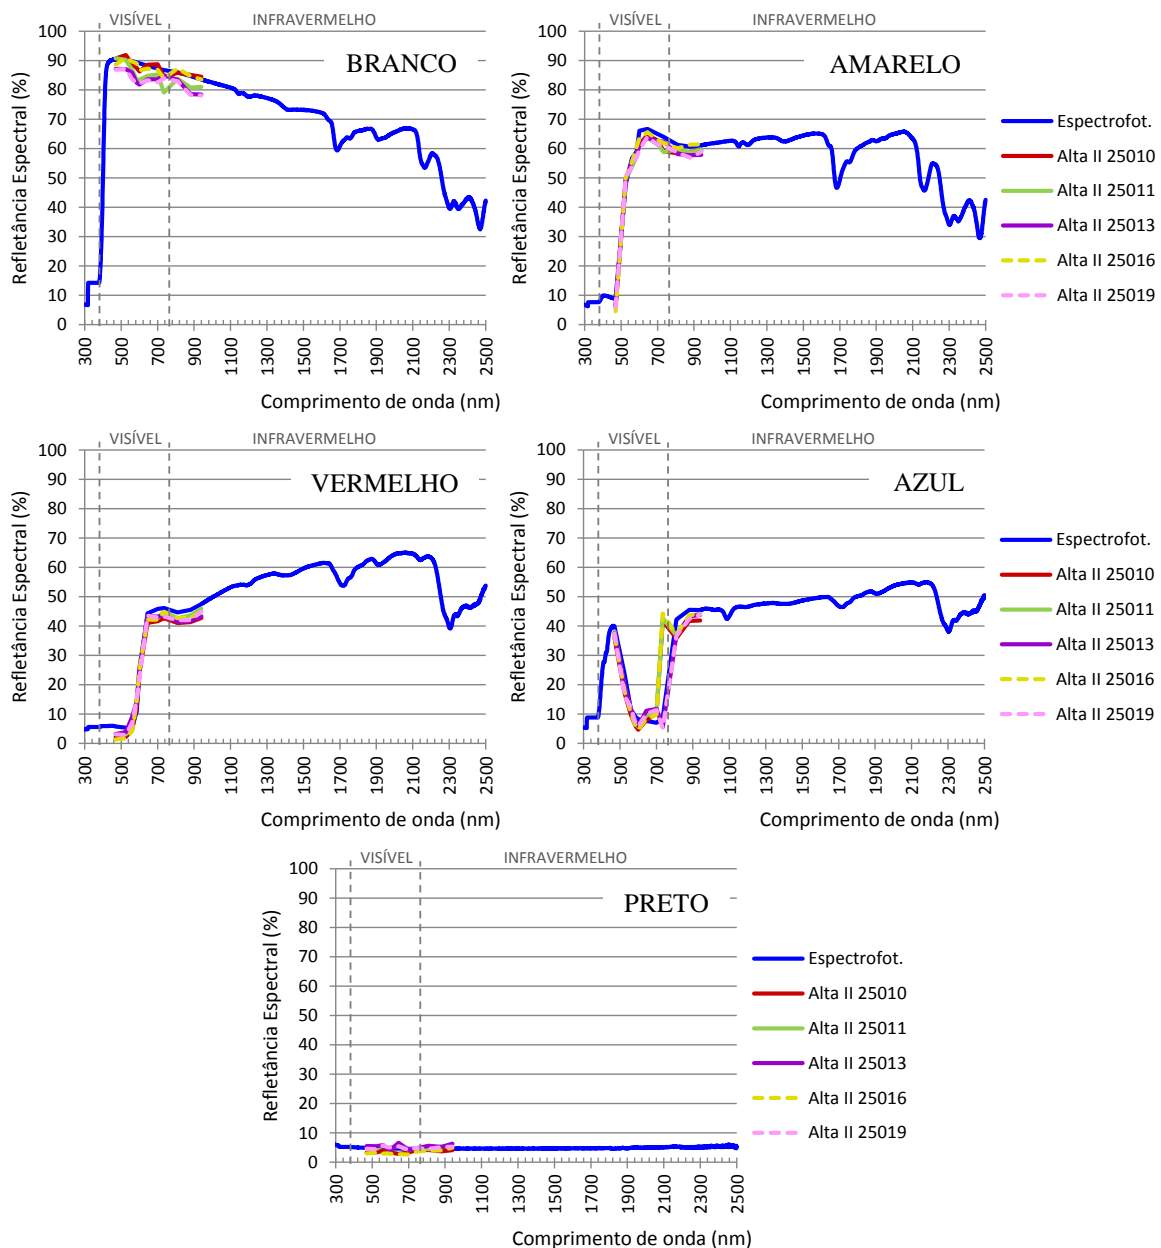 VISÍVEL INFRAVERMELHO
BRANCO
Refletância Espectral (%)
100
90
80
70
60
50
40
30
20
10
0
300 500 700 900 1100 1300 1500 1700 1900 2100 2300 2500
Comprimento de onda (nm)
VISÍVEL INFRAVERMELHO
AMARELO
Refletância Espectral (%)
100
90
80
70
60
50
40
30
20
10
0
300 500 700 900 1100 1300 1500 1700 1900 2100 2300 2500
Comprimento de onda (nm)
Espectrofot.
Alta II 25010
Alta II 25011
Alta II 25013
Alta II 25016
Alta II 25019
VISÍVEL INFRAVERMELHO
VERMELHO
Refletância Espectral (%)
100
90
80
70
60
50
40
30
20
10
0
300 500 700 900 1100 1300 1500 1700 1900 2100 2300 2500
Comprimento de onda (nm)
VISÍVEL INFRAVERMELHO
AZUL
Refletância Espectral (%)
100
90
80
70
60
50
40
30
20
10
0
300 500 700 900 1100 1300 1500 1700 1900 2100 2300 2500
Comprimento de onda (nm)
Espectrofot.
Alta II 25010
Alta II 25011
Alta II 25013
Alta II 25016
Alta II 25019
VISÍVEL INFRAVERMELHO
PRETO
Refletância Espectral (%)
100
90
80
70
60
50
40
30
20
10
0
300 500 700 900 1100 1300 1500 1700 1900 2100 2300 2500
Comprimento de onda (nm)
Espectrofot.
Alta II 25010
Alta II 25011
Alta II 25013
Alta II 25016
Alta II 25019